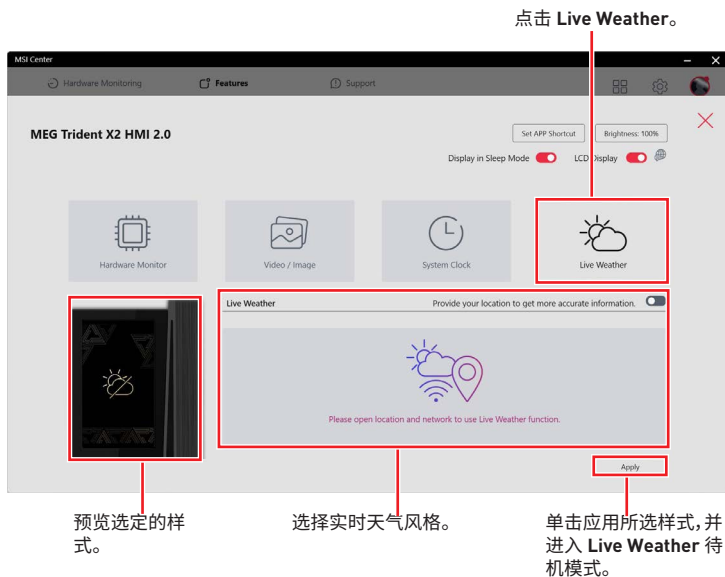 点击 Live Weather。
MSI Center
Hardware Monitoring
Features
Support
MEG Trident X2 HMI 2.0
Set APP Shortcut
Brightness: 100%
Display in Sleep Mode
LCD Display
Hardware Monitor
Video / Image
System Clock
Live Weather
Live Weather
Provide your location to get more accurate information.
Please open location and network to use Live Weather function.
Apply
预览选定的样
式。
选择实时天气风格。
单击应用所选样式，并
进入 Live Weather 待
机模式。